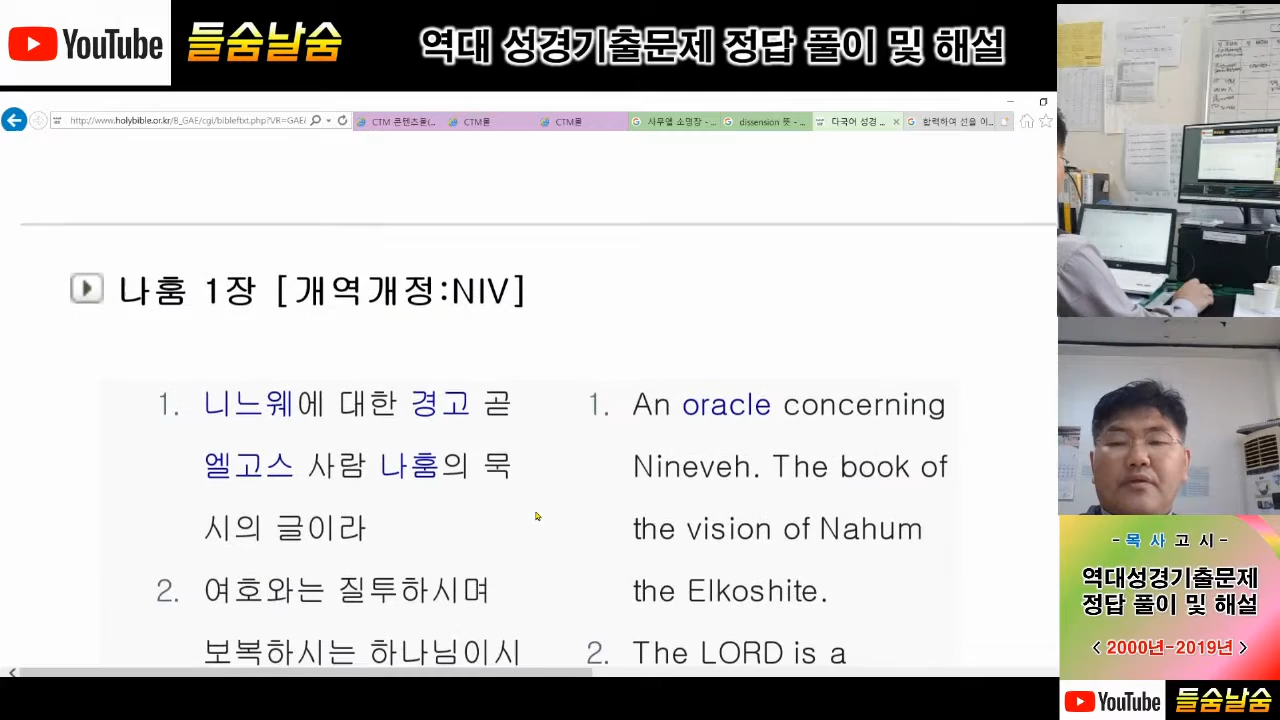 YouTube 들숨날숨 역대 성경기출문제 정답 풀이 및 해설
http://www.holybible.or.kr/B_GAE/cgi/bibleftxt.php?VR=GAE/ CTM 콘텐츠몰(... CTM몰 CTM몰 사무엘 소명장 - ... dissension 뜻 - ... 다국어 성경 ... 합력하여 선을 이...
나훔 1장 [개역개정:NIV]
1. 니느웨에 대한 경고 곧
엘고스 사람 나훔의 묵
시의 글이라
2. 여호와는 질투하시며
보복하시는 하나님이시
1. An oracle concerning
Nineveh. The book of
the vision of Nahum
the Elkoshite.
2. The LORD is a
- 목 사 고 시 -
역대성경기출문제
정답 풀이 및 해설
< 2000년-2019년 >
YouTube 들숨날숨